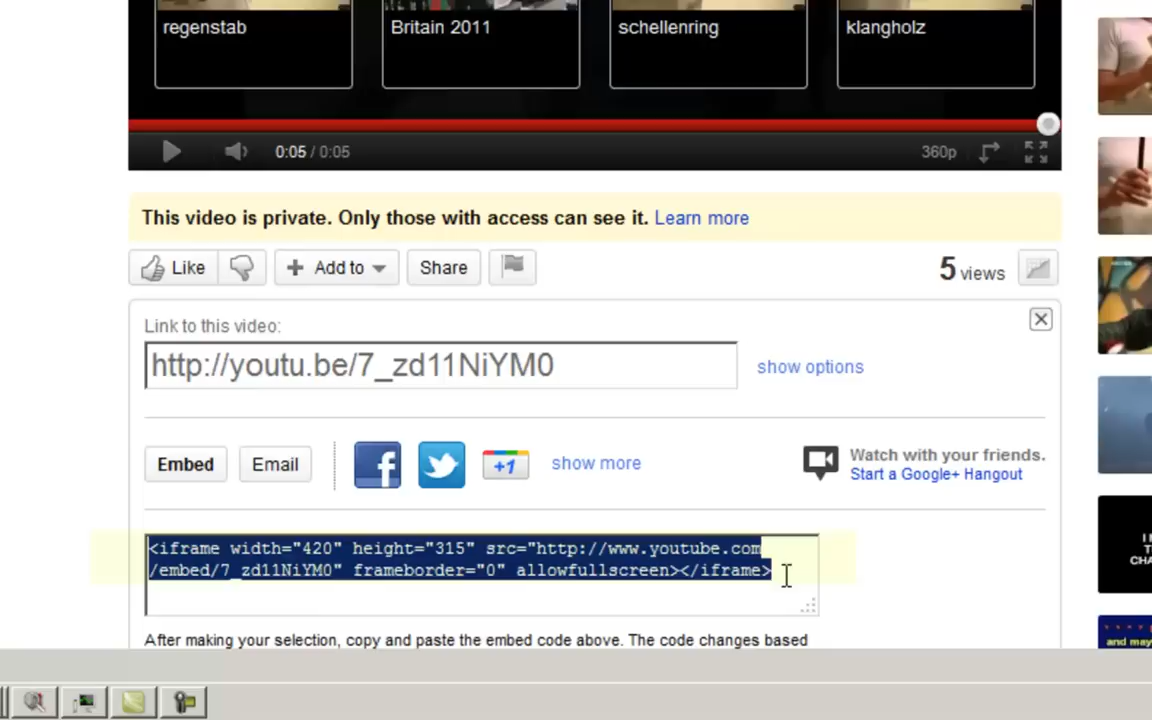 regenstab
Britain 2011
schellenring
klangholz
0:05 / 0:05
360p
This video is private. Only those with access can see it. Learn more
Like
Add to
Share
5 views
Link to this video:
http://youtu.be/7_zd11NiYM0
show options
Embed
Email
+1
show more
Watch with your friends.
Start a Google+ Hangout
<iframe width="420" height="315" src="http://www.youtube.com
/embed/7_zd11NiYM0" frameborder="0" allowfullscreen></iframe>
After making your selection, copy and paste the embed code above. The code changes based
and may